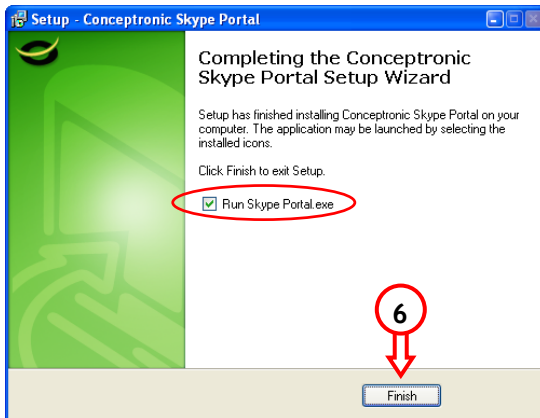 Setup - Conceptronic Skype Portal
Completing the Conceptronic
Skype Portal Setup Wizard
Setup has finished installing Conceptronic Skype Portal on your
computer. The application may be launched by selecting the
installed icons.
Click Finish to exit Setup.
Run Skype Portal.exe
6
Finish